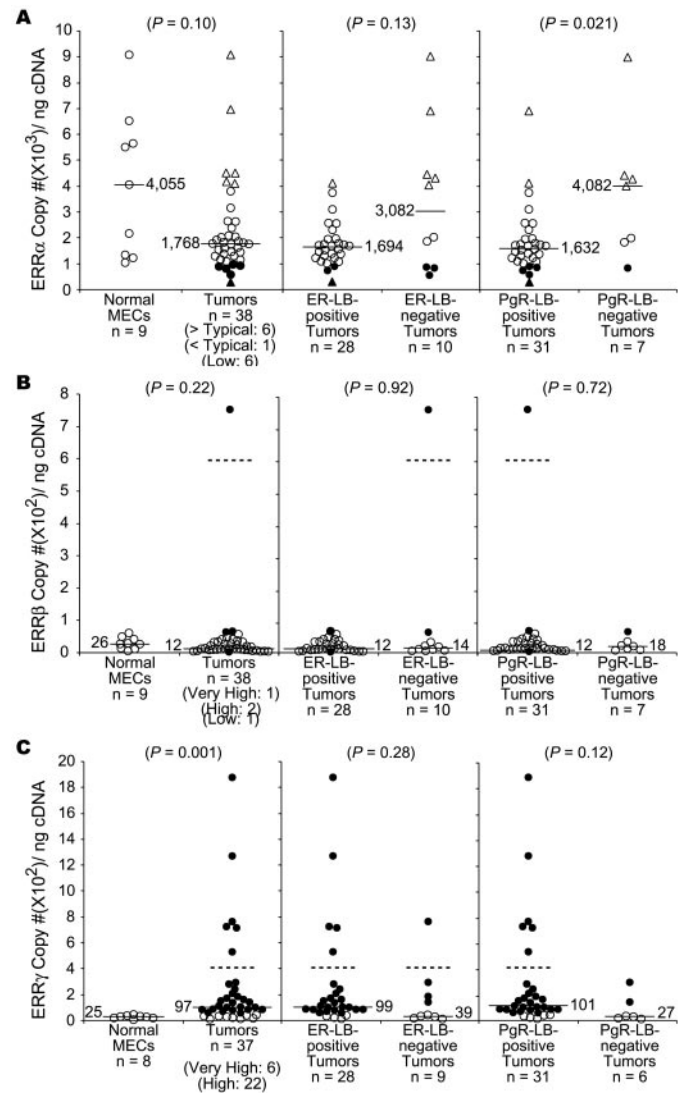 A
(P = 0.10) (P = 0.13) (P = 0.021)
ERRα Copy #(X10³)/ ng cDNA
10
9
8
7
6
5
4
3
2
1
0
4,055
1,768
1,694
3,082
1,632
4,082
Normal MECs n = 9
Tumors n = 38 (> Typical: 6) (< Typical: 1) (Low: 6)
ER-LB-positive Tumors n = 28
ER-LB-negative Tumors n = 10
PgR-LB-positive Tumors n = 31
PgR-LB-negative Tumors n = 7
B
(P = 0.22) (P = 0.92) (P = 0.72)
ERRβ Copy #(X10²)/ ng cDNA
8
7
6
5
4
3
2
1
0
26
12
12
14
12
18
Normal MECs n = 9
Tumors n = 38 (Very High: 1) (High: 2) (Low: 1)
ER-LB-positive Tumors n = 28
ER-LB-negative Tumors n = 10
PgR-LB-positive Tumors n = 31
PgR-LB-negative Tumors n = 7
C
(P = 0.001) (P = 0.28) (P = 0.12)
ERRγ Copy #(X10²)/ ng cDNA
20
18
16
14
12
10
8
6
4
2
0
25
97
99
39
101
27
Normal MECs n = 8
Tumors n = 37 (Very High: 6) (High: 22)
ER-LB-positive Tumors n = 28
ER-LB-negative Tumors n = 9
PgR-LB-positive Tumors n = 31
PgR-LB-negative Tumors n = 6